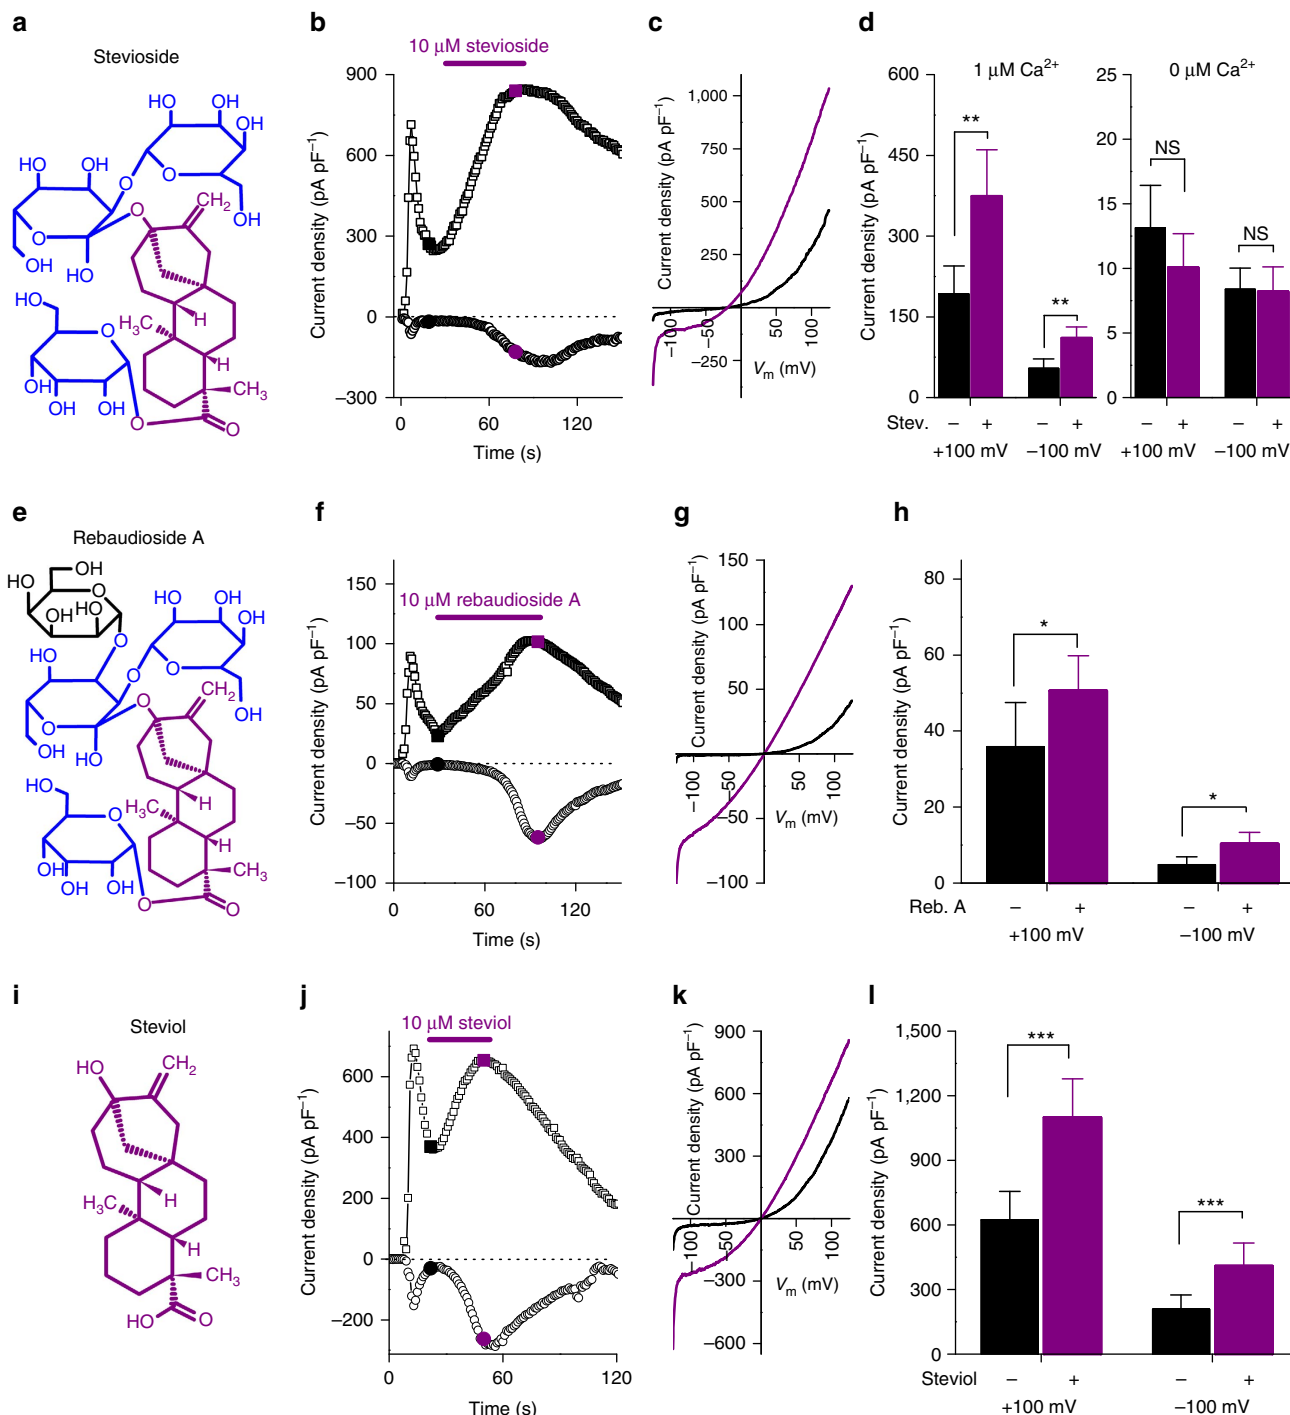 a
Stevioside
HO
OH
OH
OH
HO
OH
O
O
O
O
O
OH
CH2
HO
OH
HO
HO
H3C
H
O
OH
OH
OH
OH
H
CH3
O
O
b
10 µM stevioside
Current density (pA pF−1)
900
600
300
0
−300
0
60
120
Time (s)
c
Current density (pA pF−1)
1,000
750
500
250
−250
−100
−50
50
100
Vm (mV)
d
1 µM Ca2+
0 µM Ca2+
Current density (pA pF−1)
600
450
300
150
0
**
**
25
20
15
10
5
0
NS
NS
Stev.
− + − +
− + − +
+100 mV
−100 mV
+100 mV
−100 mV
e
Rebaudioside A
OH
HO
O
OH
HO
OH
O
HO
OH
OH
OH
O
O
O
O
CH2
OH
OH
OH
HO
HO
H3C
H
O
OH
OH
OH
OH
H
CH3
O
O
f
10 µM rebaudioside A
Current density (pA pF−1)
150
100
50
0
−50
−100
0
60
120
Time (s)
g
Current density (pA pF−1)
150
100
50
−50
−100
−100
−50
50
100
Vm (mV)
h
Current density (pA pF−1)
80
60
40
20
0
*
*
Reb. A
− + − +
+100 mV
−100 mV
i
Steviol
HO
CH2
H3C
H
H
CH3
HO
O
j
10 µM steviol
Current density (pA pF−1)
600
400
200
0
−200
0
60
120
Time (s)
k
Current density (pA pF−1)
900
600
300
−300
−600
−100
−50
50
100
Vm (mV)
l
Current density (pA pF−1)
1,500
1,200
900
600
300
0
***
***
Steviol
− + − +
+100 mV
−100 mV